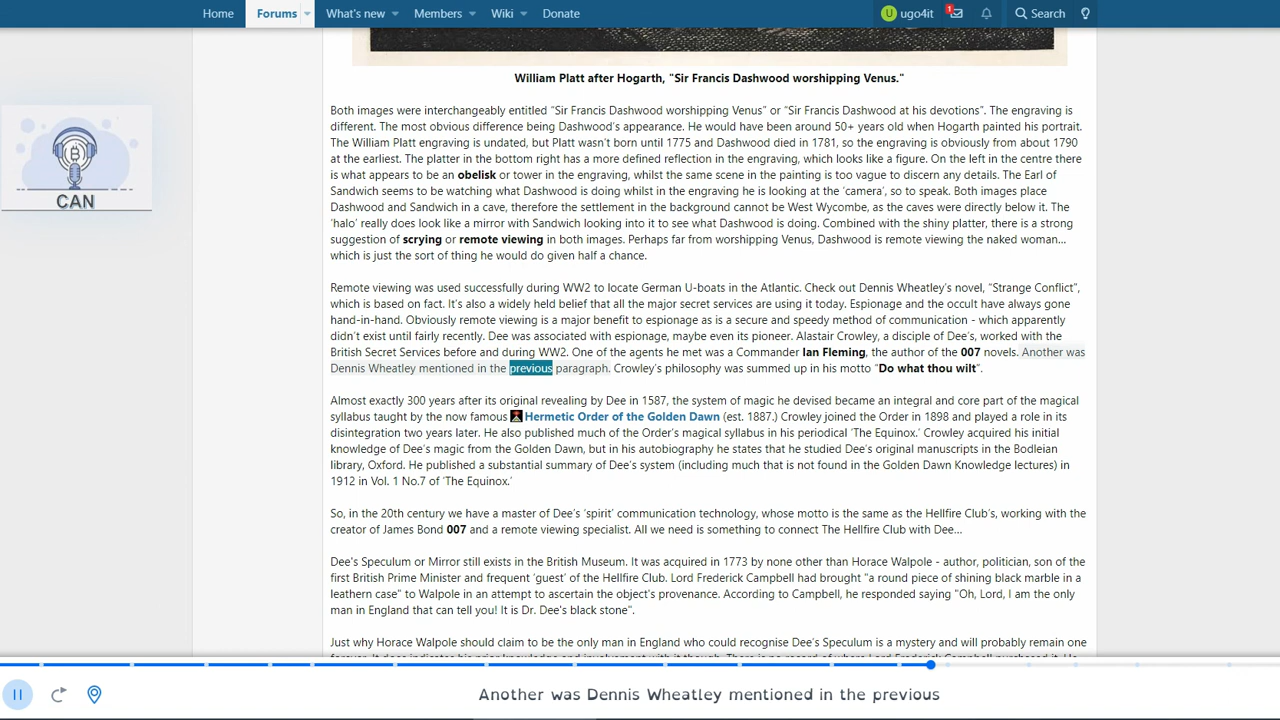 Home Forums What's new Members Wiki Donate U ugo4it 1 Search
William Platt after Hogarth, "Sir Francis Dashwood worshipping Venus."
Both images were interchangeably entitled “Sir Francis Dashwood worshipping Venus” or “Sir Francis Dashwood at his devotions”. The engraving is
different. The most obvious difference being Dashwood’s appearance. He would have been around 50+ years old when Hogarth painted his portrait.
The William Platt engraving is undated, but Platt wasn’t born until 1775 and Dashwood died in 1781, so the engraving is obviously from about 1790
at the earliest. The platter in the bottom right has a more defined reflection in the engraving, which looks like a figure. On the left in the centre there
is what appears to be an obelisk or tower in the engraving, whilst the same scene in the painting is too vague to discern any details. The Earl of
Sandwich seems to be watching what Dashwood is doing whilst in the engraving he is looking at the ‘camera’, so to speak. Both images place
Dashwood and Sandwich in a cave, therefore the settlement in the background cannot be West Wycombe, as the caves were directly below it. The
‘halo’ really does look like a mirror with Sandwich looking into it to see what Dashwood is doing. Combined with the shiny platter, there is a strong
suggestion of scrying or remote viewing in both images. Perhaps far from worshipping Venus, Dashwood is remote viewing the naked woman…
which is just the sort of thing he would do given half a chance.
Remote viewing was used successfully during WW2 to locate German U-boats in the Atlantic. Check out Dennis Wheatley’s novel, “Strange Conflict”,
which is based on fact. It’s also a widely held belief that all the major secret services are using it today. Espionage and the occult have always gone
hand-in-hand. Obviously remote viewing is a major benefit to espionage as is a secure and speedy method of communication - which apparently
didn’t exist until fairly recently. Dee was associated with espionage, maybe even its pioneer. Alastair Crowley, a disciple of Dee’s, worked with the
British Secret Services before and during WW2. One of the agents he met was a Commander Ian Fleming, the author of the 007 novels. Another was
Dennis Wheatley mentioned in the previous paragraph. Crowley’s philosophy was summed up in his motto “Do what thou wilt”.
Almost exactly 300 years after its original revealing by Dee in 1587, the system of magic he devised became an integral and core part of the magical
syllabus taught by the now famous Hermetic Order of the Golden Dawn (est. 1887.) Crowley joined the Order in 1898 and played a role in its
disintegration two years later. He also published much of the Order’s magical syllabus in his periodical ‘The Equinox.’ Crowley acquired his initial
knowledge of Dee’s magic from the Golden Dawn, but in his autobiography he states that he studied Dee’s original manuscripts in the Bodleian
library, Oxford. He published a substantial summary of Dee’s system (including much that is not found in the Golden Dawn Knowledge lectures) in
1912 in Vol. 1 No.7 of ‘The Equinox.’
So, in the 20th century we have a master of Dee’s ‘spirit’ communication technology, whose motto is the same as the Hellfire Club’s, working with the
creator of James Bond 007 and a remote viewing specialist. All we need is something to connect The Hellfire Club with Dee…
Dee's Speculum or Mirror still exists in the British Museum. It was acquired in 1773 by none other than Horace Walpole - author, politician, son of the
first British Prime Minister and frequent ‘guest’ of the Hellfire Club. Lord Frederick Campbell had brought "a round piece of shining black marble in a
leathern case" to Walpole in an attempt to ascertain the object's provenance. According to Campbell, he responded saying "Oh, Lord, I am the only
man in England that can tell you! It is Dr. Dee's black stone".
Just why Horace Walpole should claim to be the only man in England who could recognise Dee’s Speculum is a mystery and will probably remain one
CAN
Another was Dennis Wheatley mentioned in the previous